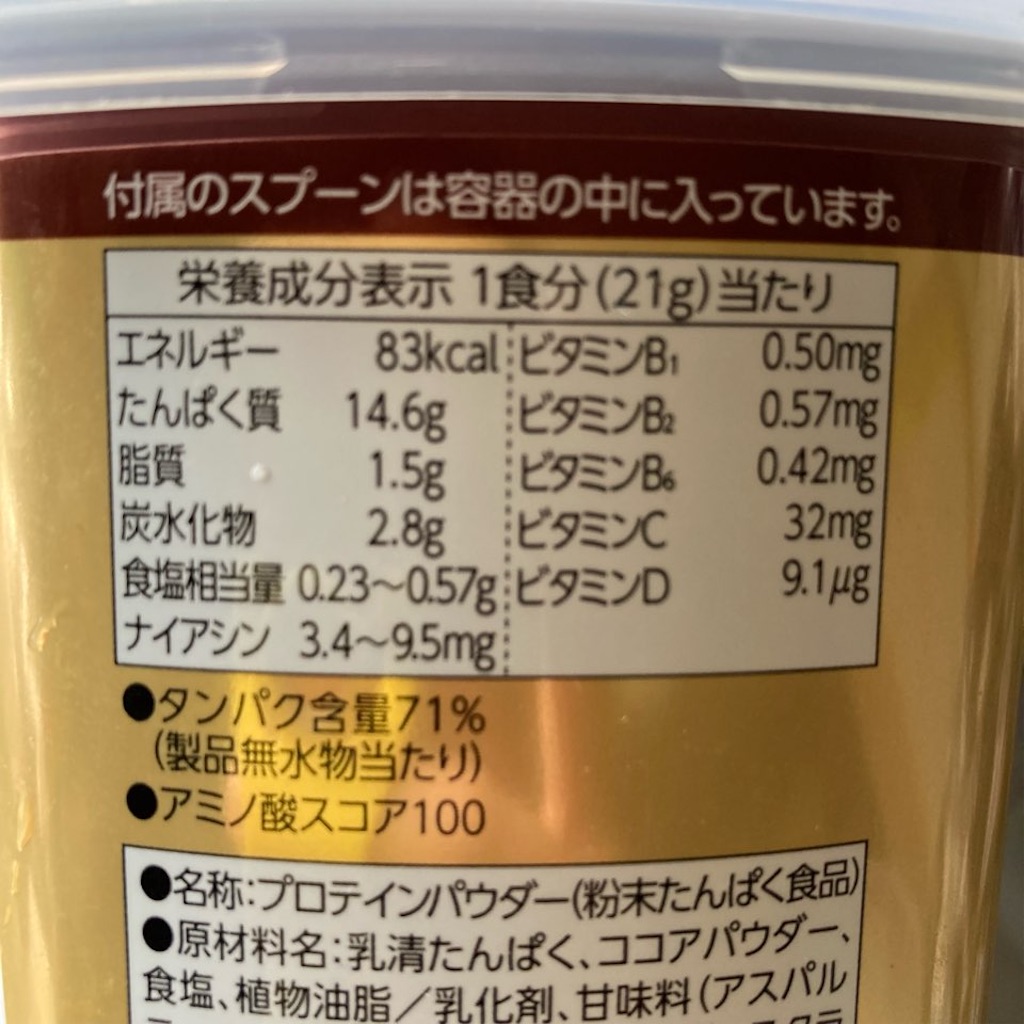 付属のスプーンは容器の中に入っています。
栄養成分表示 1食分(21g)当たり
エネルギー 83kcal ビタミンB1 0.50mg
たんぱく質 14.6g ビタミンB2 0.57mg
脂質 1.5g ビタミンB6 0.42mg
炭水化物 2.8g ビタミンC 32mg
食塩相当量 0.23〜0.57g ビタミンD 9.1μg
ナイアシン 3.4〜9.5mg
●タンパク含量71%
(製品無水物当たり)
●アミノ酸スコア100
●名称:プロテインパウダー(粉末たんぱく食品)
●原材料名:乳清たんぱく、ココアパウダー、
食塩、植物油脂/乳化剤、甘味料(アスパル